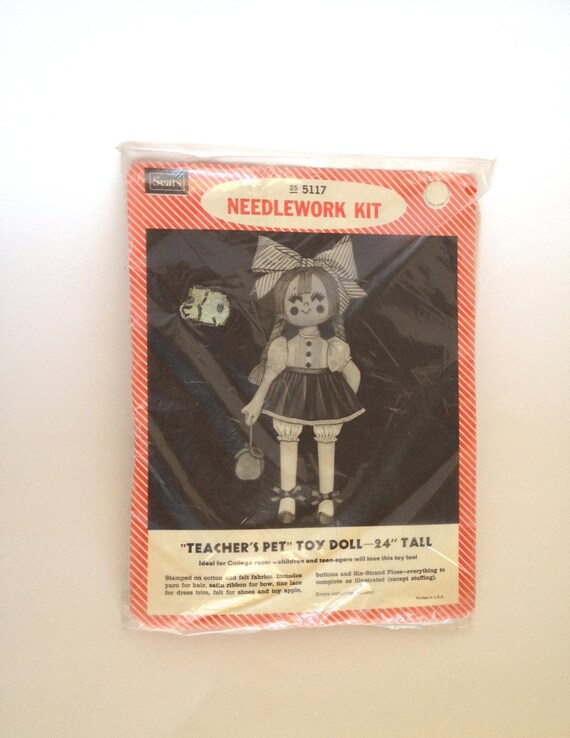 Sears
25 5117
NEEDLEWORK KIT
"TEACHER'S PET" TOY DOLL—24" TALL
Ideal for College room—children and teen-agers will love this toy too!
Stamped on cotton and felt fabrics. Includes
yarn for hair, satin ribbon for bow, fine lace
for dress trim, felt for shoes and toy apple,
buttons and Six-Strand Floss—everything to
complete as illustrated (except stuffing).
Printed in U.S.A.